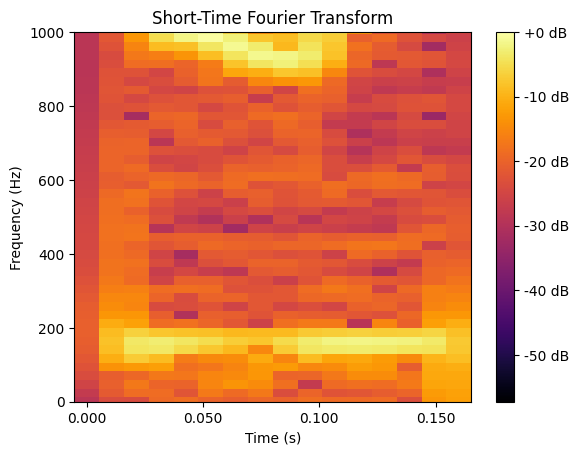 Short-Time Fourier Transform
1000
800
600
400
200
0
Frequency (Hz)
0.000
0.050
0.100
0.150
Time (s)
+0 dB
-10 dB
-20 dB
-30 dB
-40 dB
-50 dB